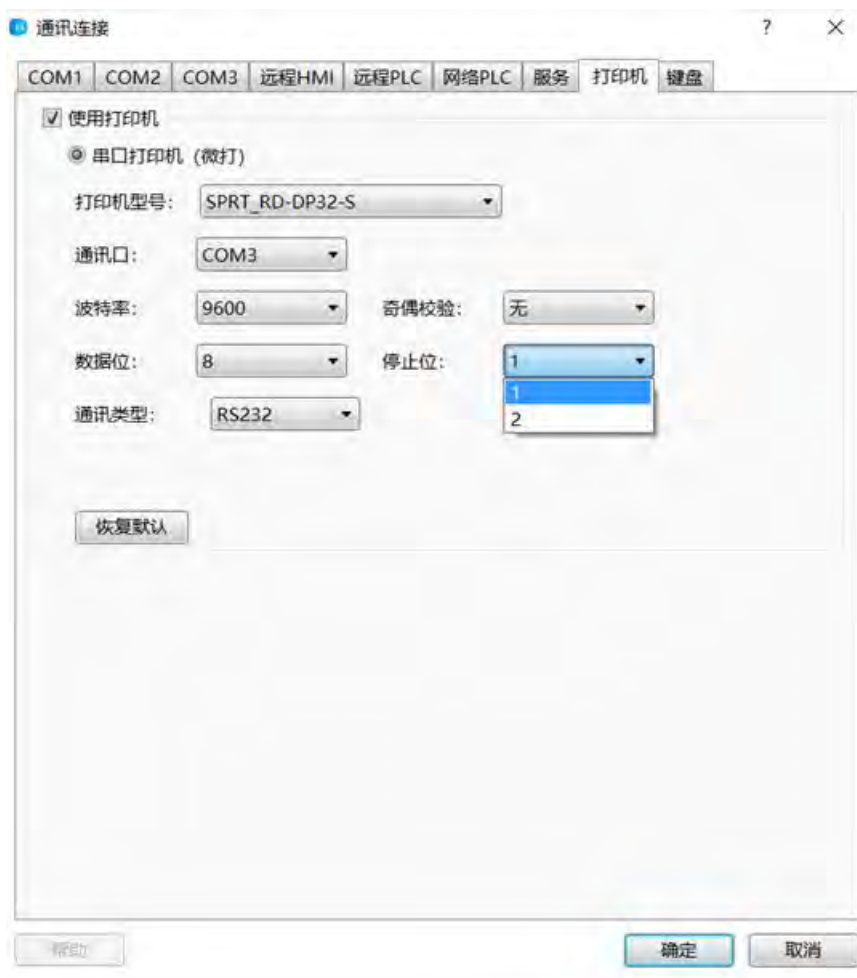 通讯连接 ?
COM1 COM2 COM3 远程HMI 远程PLC 网络PLC 服务 打印机 键盘
使用打印机
串口打印机 (微打)
打印机型号: SPRT_RD-DP32-S
通讯口: COM3
波特率: 9600 奇偶校验: 无
数据位: 8 停止位: 1
1
通讯类型: RS232
2
恢复默认
帮助 确定 取消